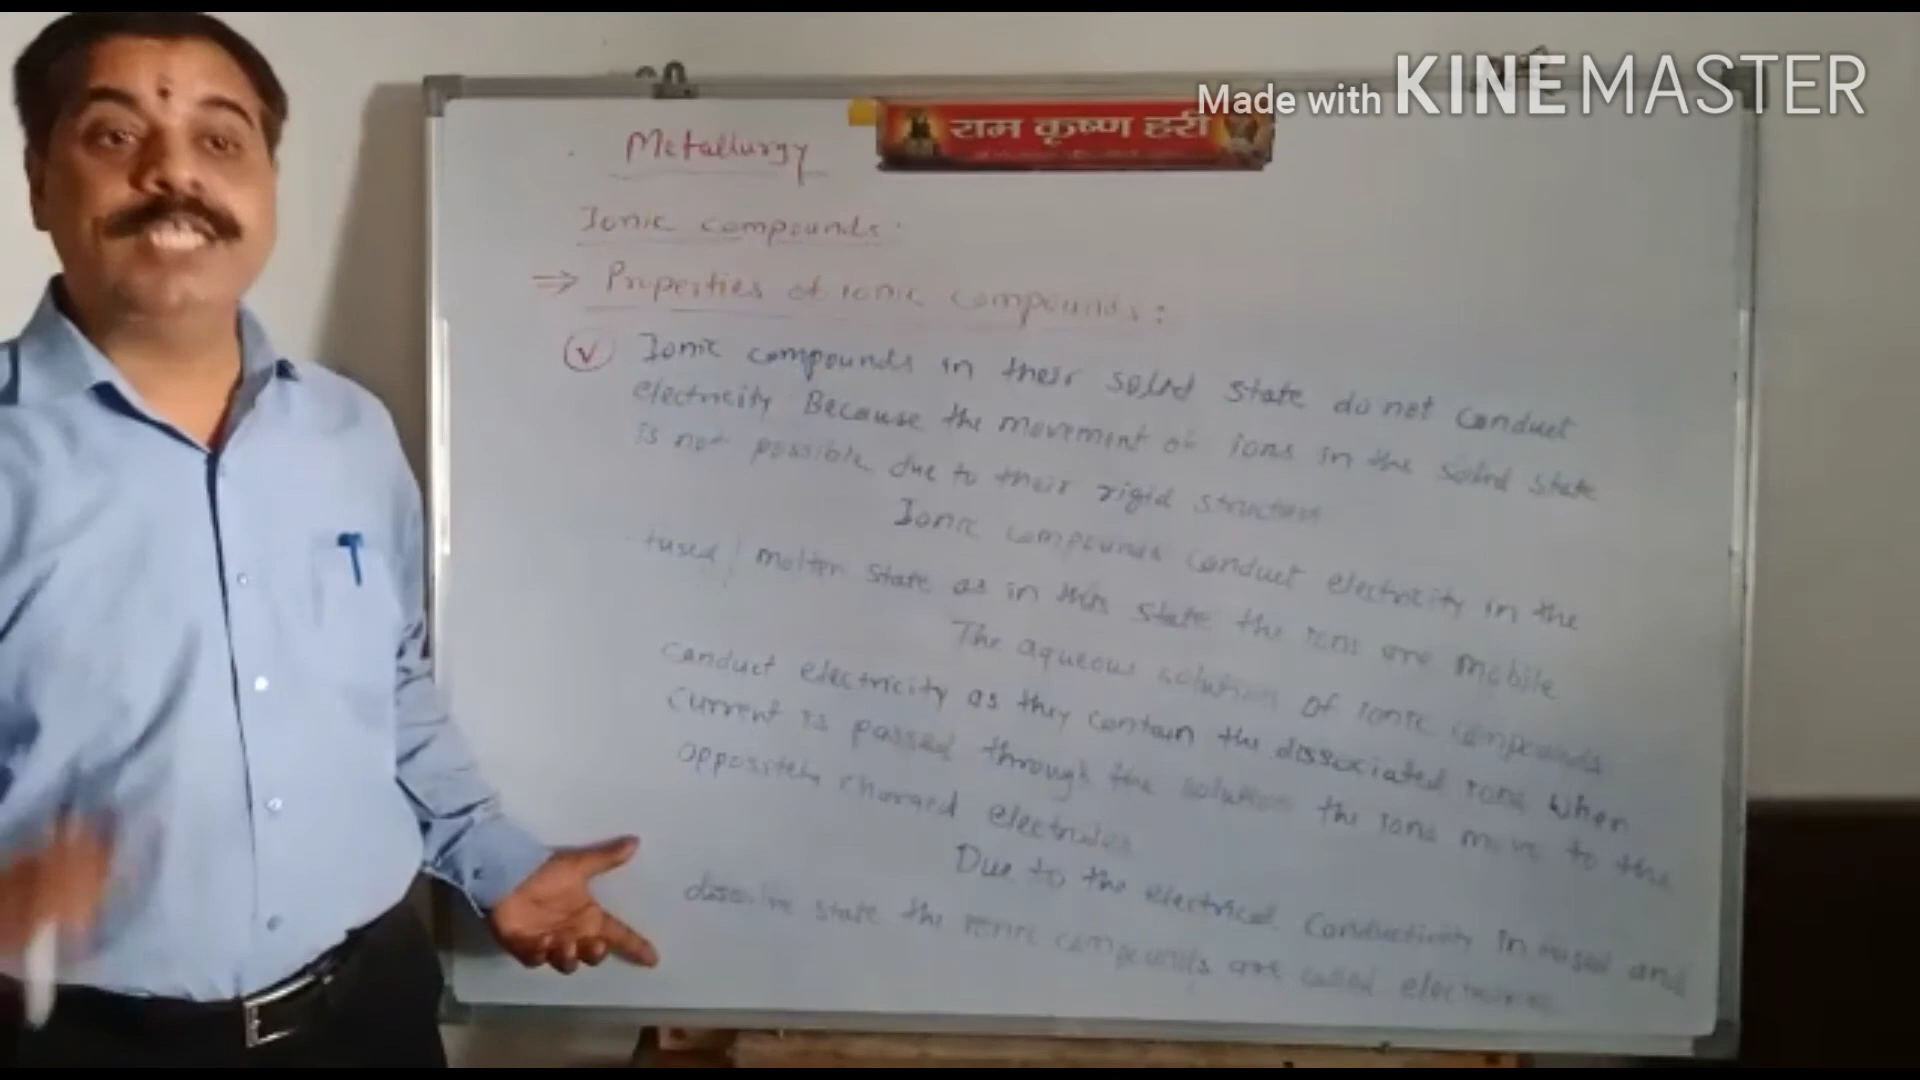 Made with KINEMASTER
राम कृष्ण हरी
Metallurgy
Ionic compounds.
⇒ Properties of ionic compounds:
(v) Ionic compounds in their solid state do not conduct
electricity Because the movement of ions in the solid state
is not possible due to their rigid structure
Ionic compounds conduct electricity in the
fused / molten state as in this state the ions are mobile
The aqueous solution of ionic compounds
conduct electricity as they contain the dissociated ions when
current is passed through the solution the ions move to the
oppositely charged electrodes
Due to the electrical conductivity in fused and
state the ionic compounds are called